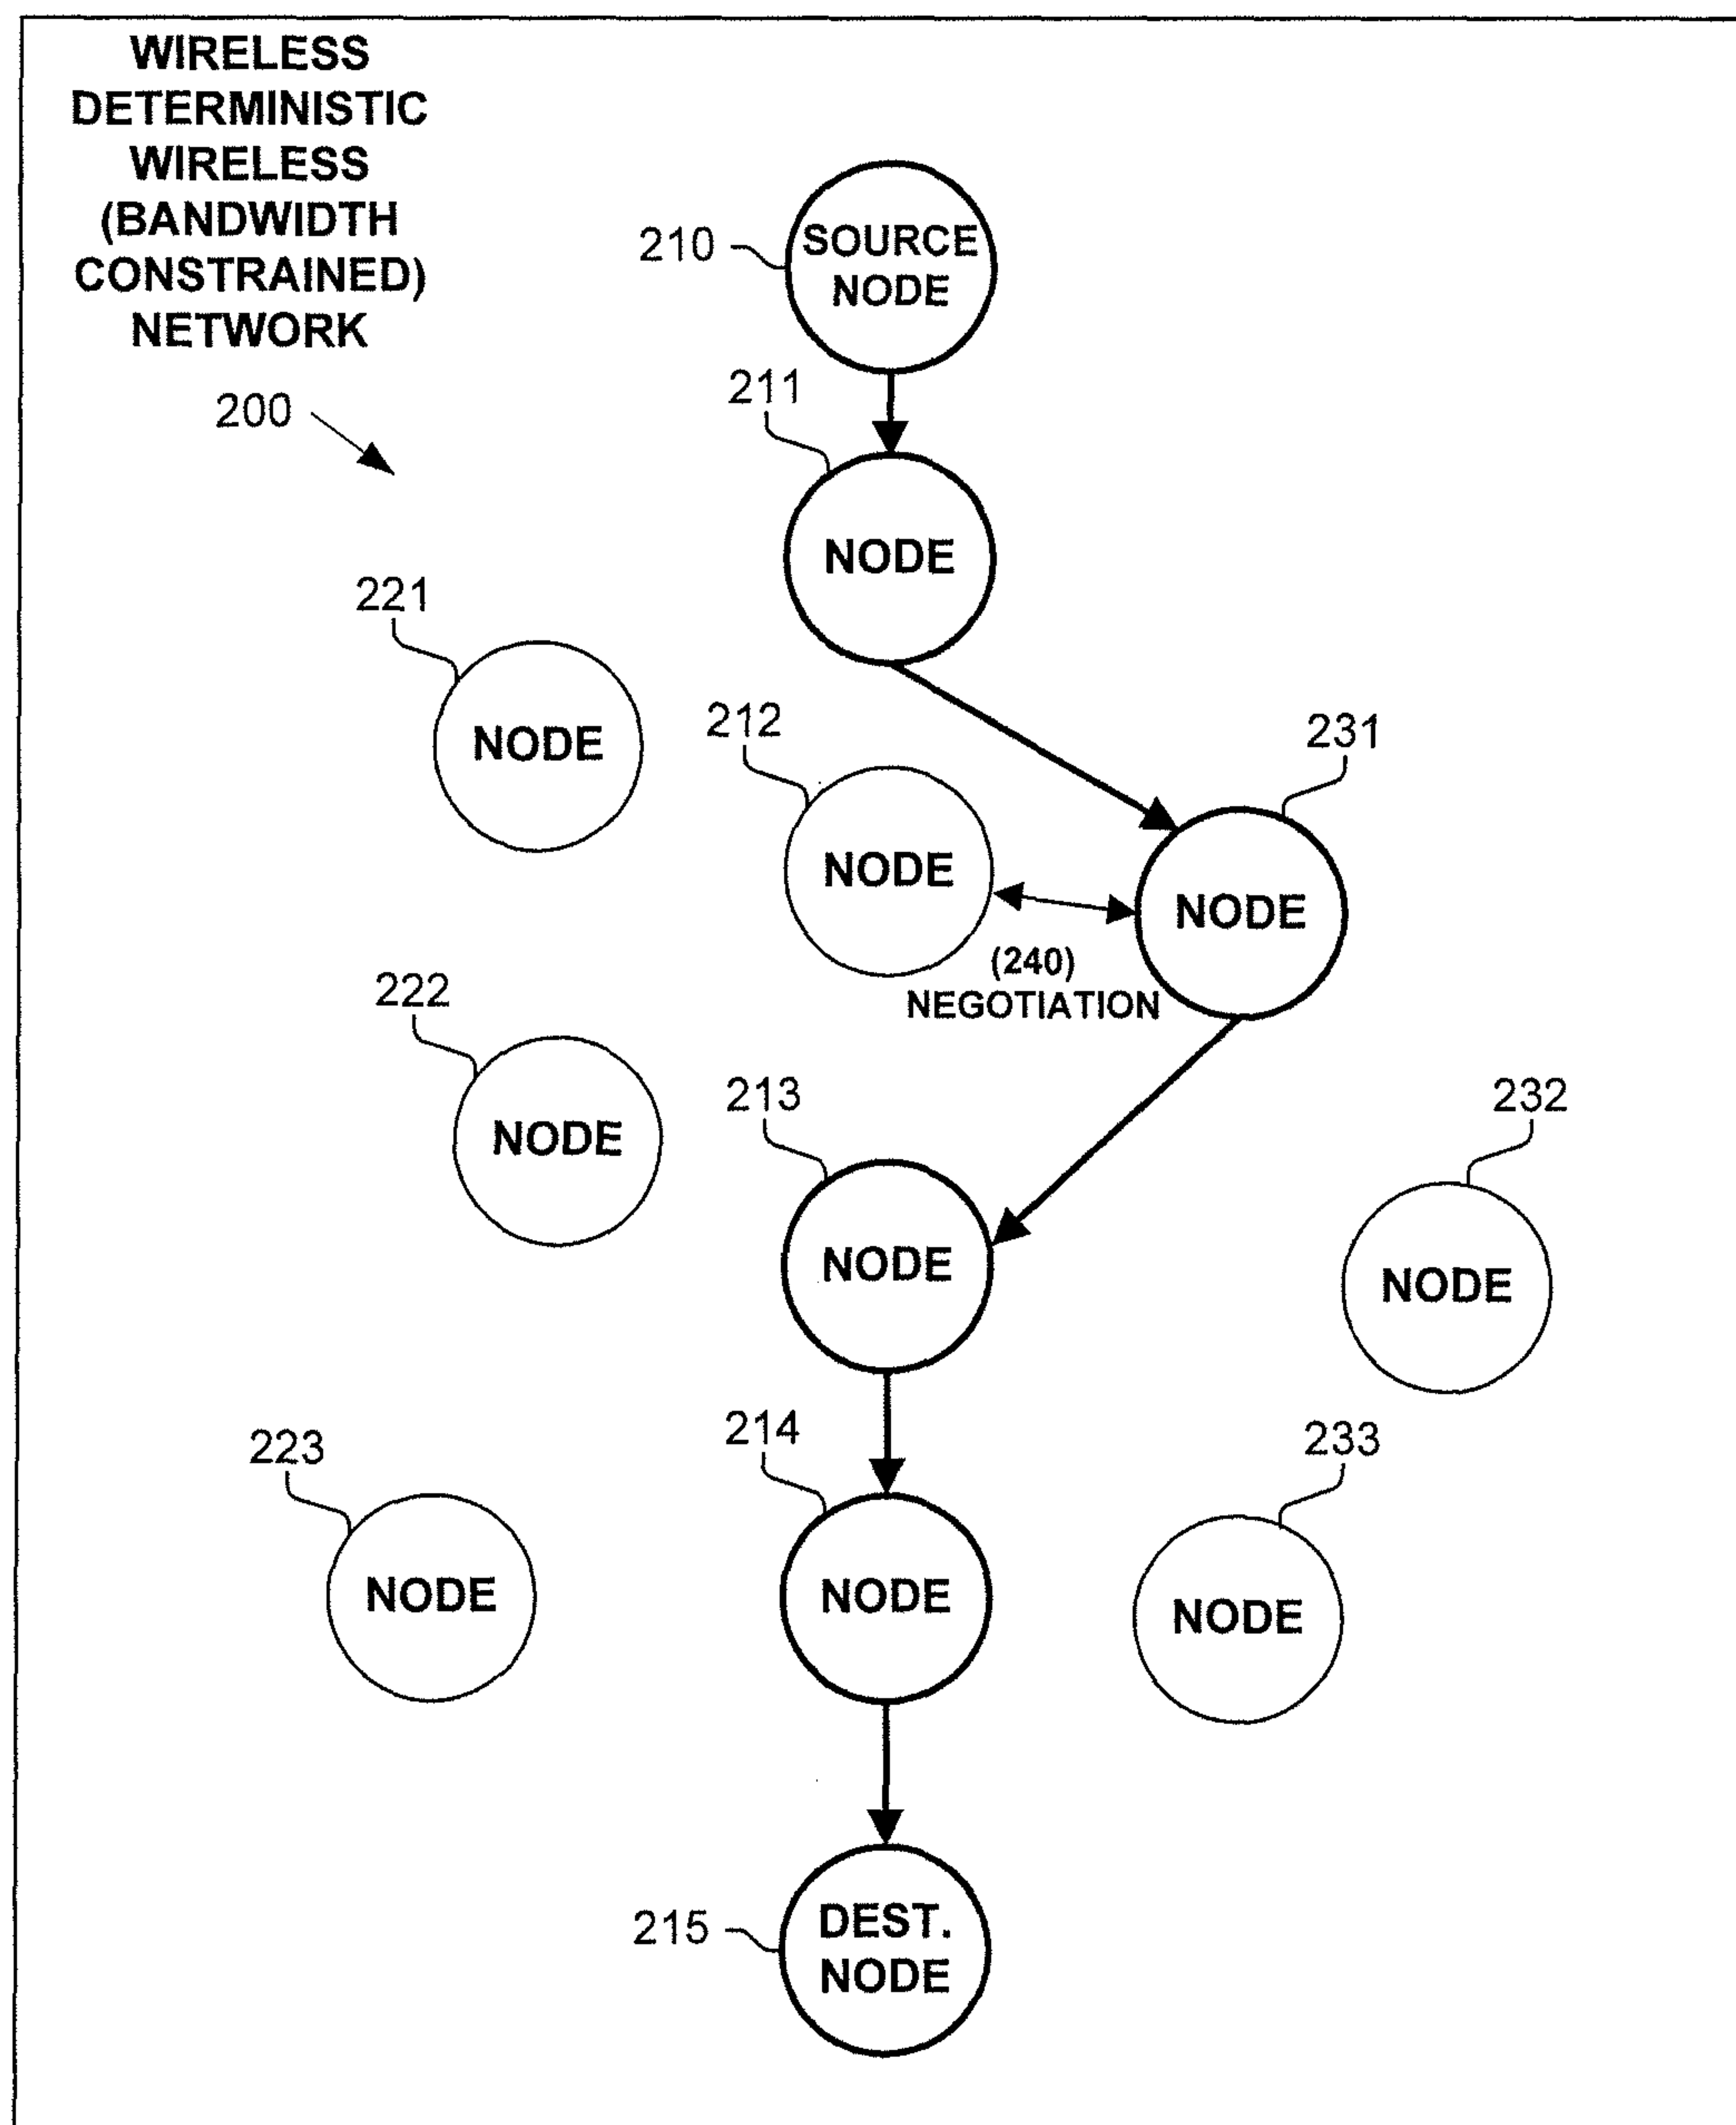 WIRELESS
DETERMINISTIC
WIRELESS
(BANDWIDTH
CONSTRAINED)
NETWORK
200
210
SOURCE
NODE
211
NODE
221
NODE
212
NODE
231
NODE
(240)
NEGOTIATION
222
NODE
213
NODE
232
NODE
223
NODE
214
NODE
233
NODE
215
DEST.
NODE